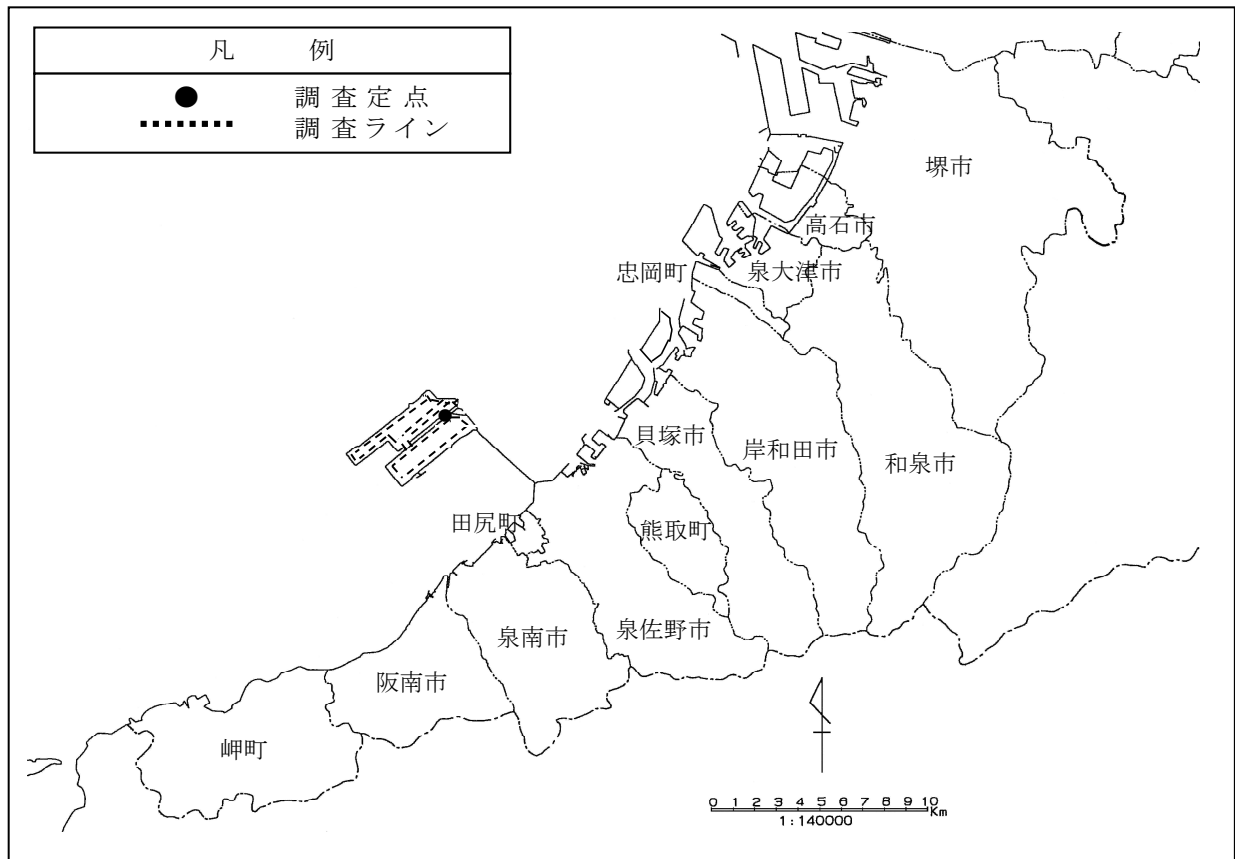 凡 例
調査定点
調査ライン
堺市
高石市
忠岡町
泉大津市
貝塚市
岸和田市
和泉市
田尻町
熊取町
泉南市
泉佐野市
阪南市
岬町
0 1 2 3 4 5 6 7 8 9 10
Km
1:140000